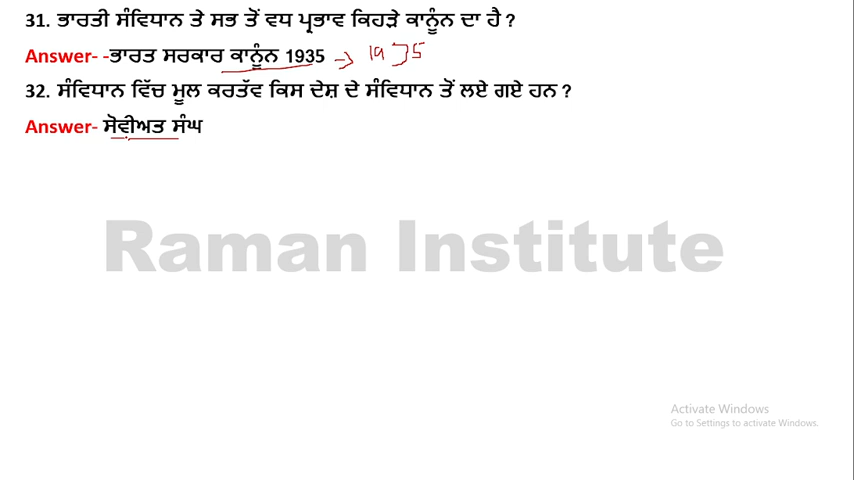 31. ਭਾਰਤੀ ਸੰਵਿਧਾਨ ਤੇ ਸਭ ਤੋਂ ਵਧ ਪ੍ਰਭਾਵ ਕਿਹੜੇ ਕਾਨੂੰਨ ਦਾ ਹੈ ?
Answer- -ਭਾਰਤ ਸਰਕਾਰ ਕਾਨੂੰਨ 1935 → 1935
32. ਸੰਵਿਧਾਨ ਵਿੱਚ ਮੂਲ ਕਰਤੱਵ ਕਿਸ ਦੇਸ਼ ਦੇ ਸੰਵਿਧਾਨ ਤੋਂ ਲਏ ਗਏ ਹਨ ?
Answer- ਸੋਵੀਅਤ ਸੰਘ
Raman Institute
Activate Windows
Go to Settings to activate Windows.